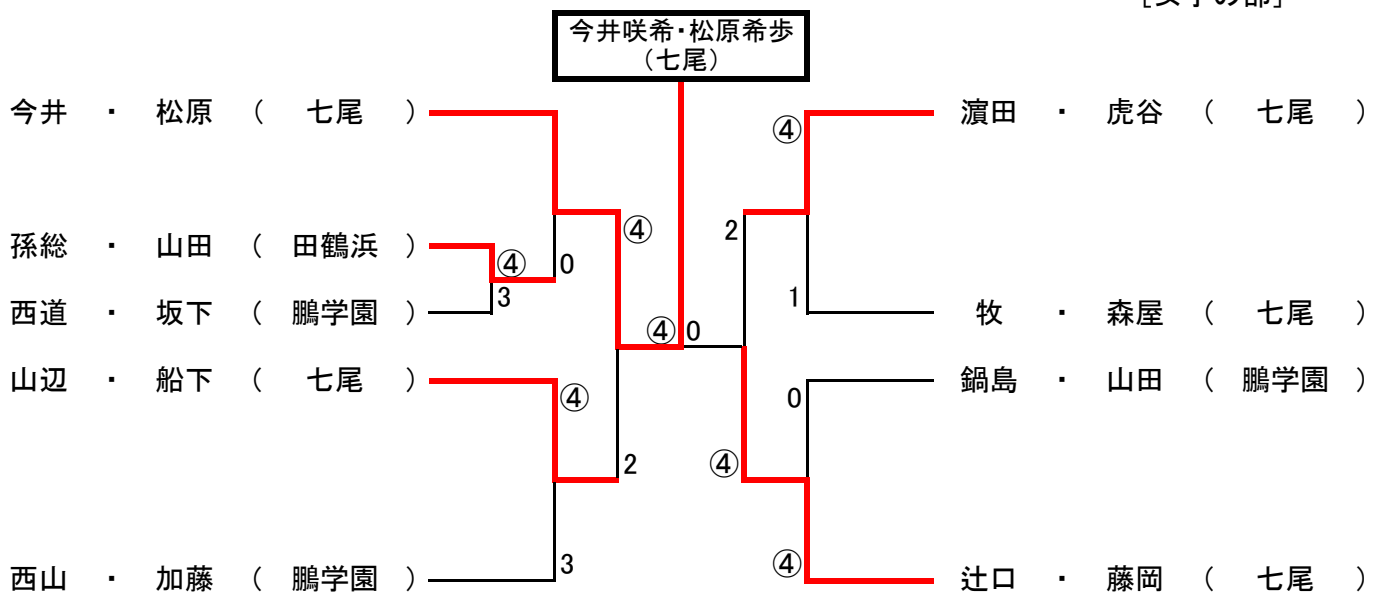 ［女子の部］
今井咲希・松原希歩
（七尾）
今井 ・ 松原 （ 七尾 ）
濵田 ・ 虎谷 （ 七尾 ）
④
④
2
孫総 ・ 山田 （ 田鶴浜 ）
④
0
西道 ・ 坂下 （ 鵬学園 ）
3
1
牧 ・ 森屋 （ 七尾 ）
④
0
山辺 ・ 船下 （ 七尾 ）
④
鍋島 ・ 山田 （ 鵬学園 ）
0
2
④
西山 ・ 加藤 （ 鵬学園 ）
3
④
辻口 ・ 藤岡 （ 七尾 ）